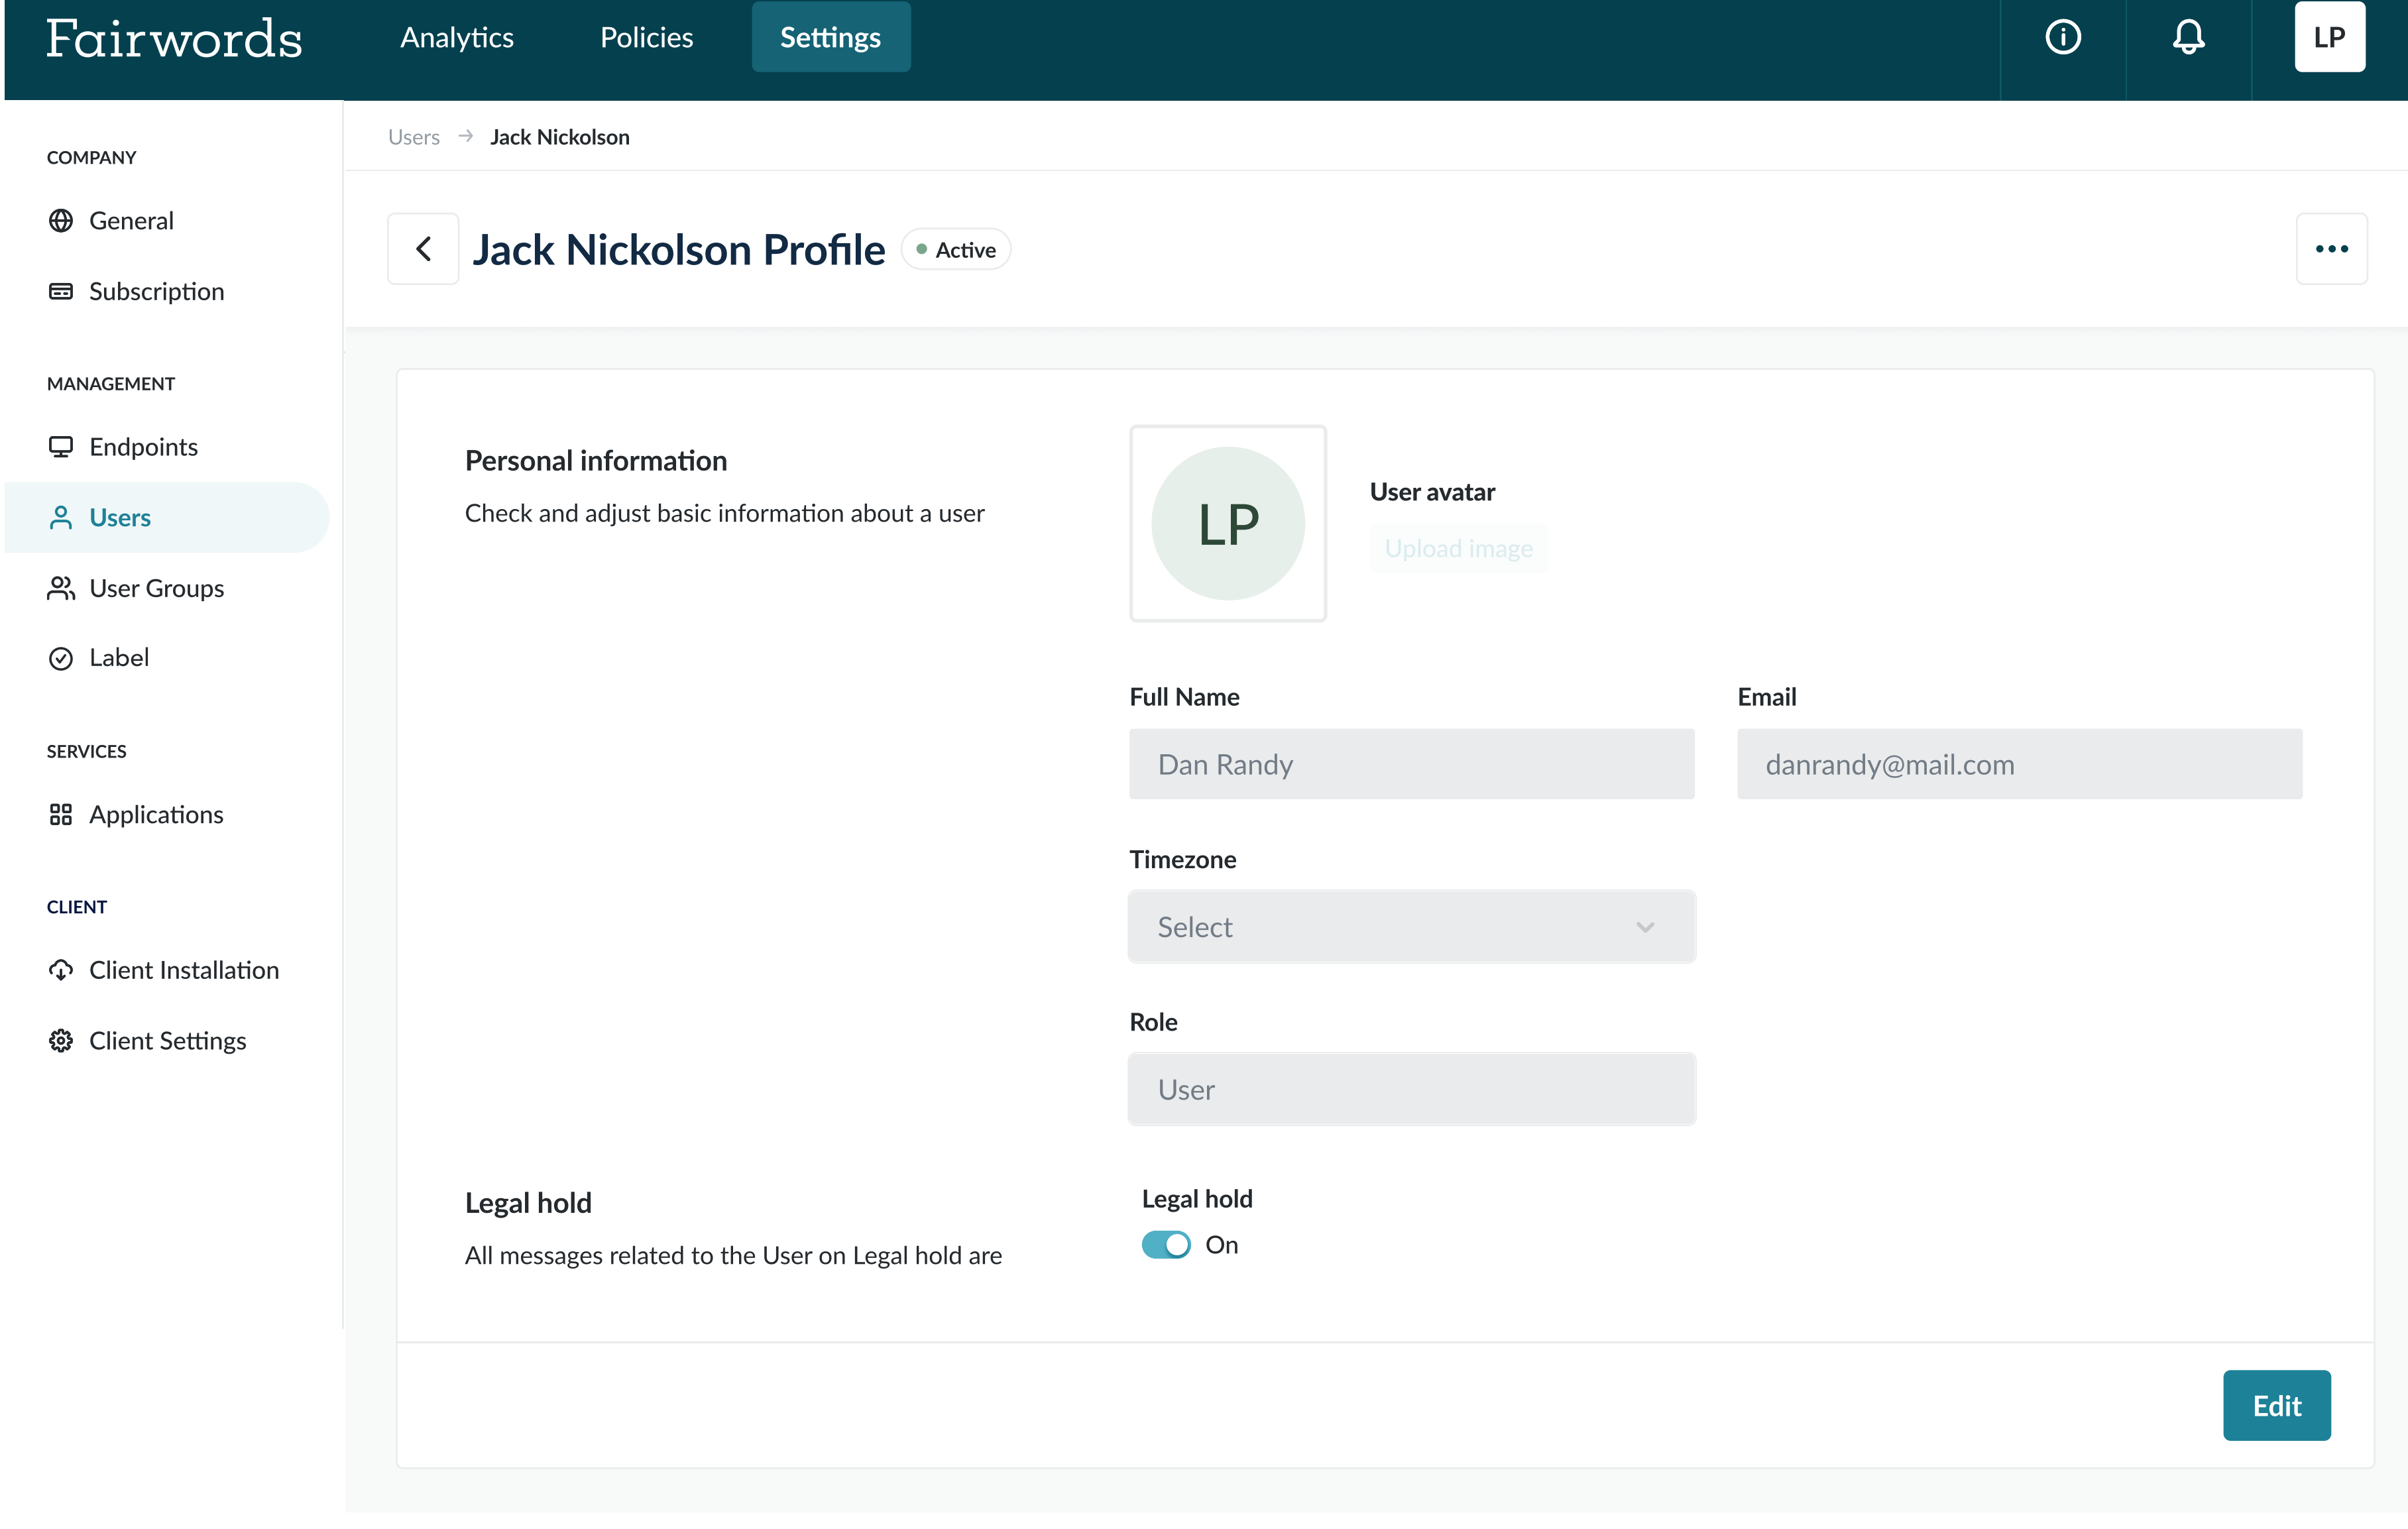 Fairwords
Analytics
Policies
Settings
LP
COMPANY
General
Subscription
MANAGEMENT
Endpoints
Users
User Groups
Label
SERVICES
Applications
CLIENT
Client Installation
Client Settings
Users → Jack Nickolson
Jack Nickolson Profile
Active
Personal information
Check and adjust basic information about a user
LP
User avatar
Upload image
Full Name
Dan Randy
Email
danrandy@mail.com
Timezone
Select
Role
User
Legal hold
All messages related to the User on Legal hold are
Legal hold
On
Edit